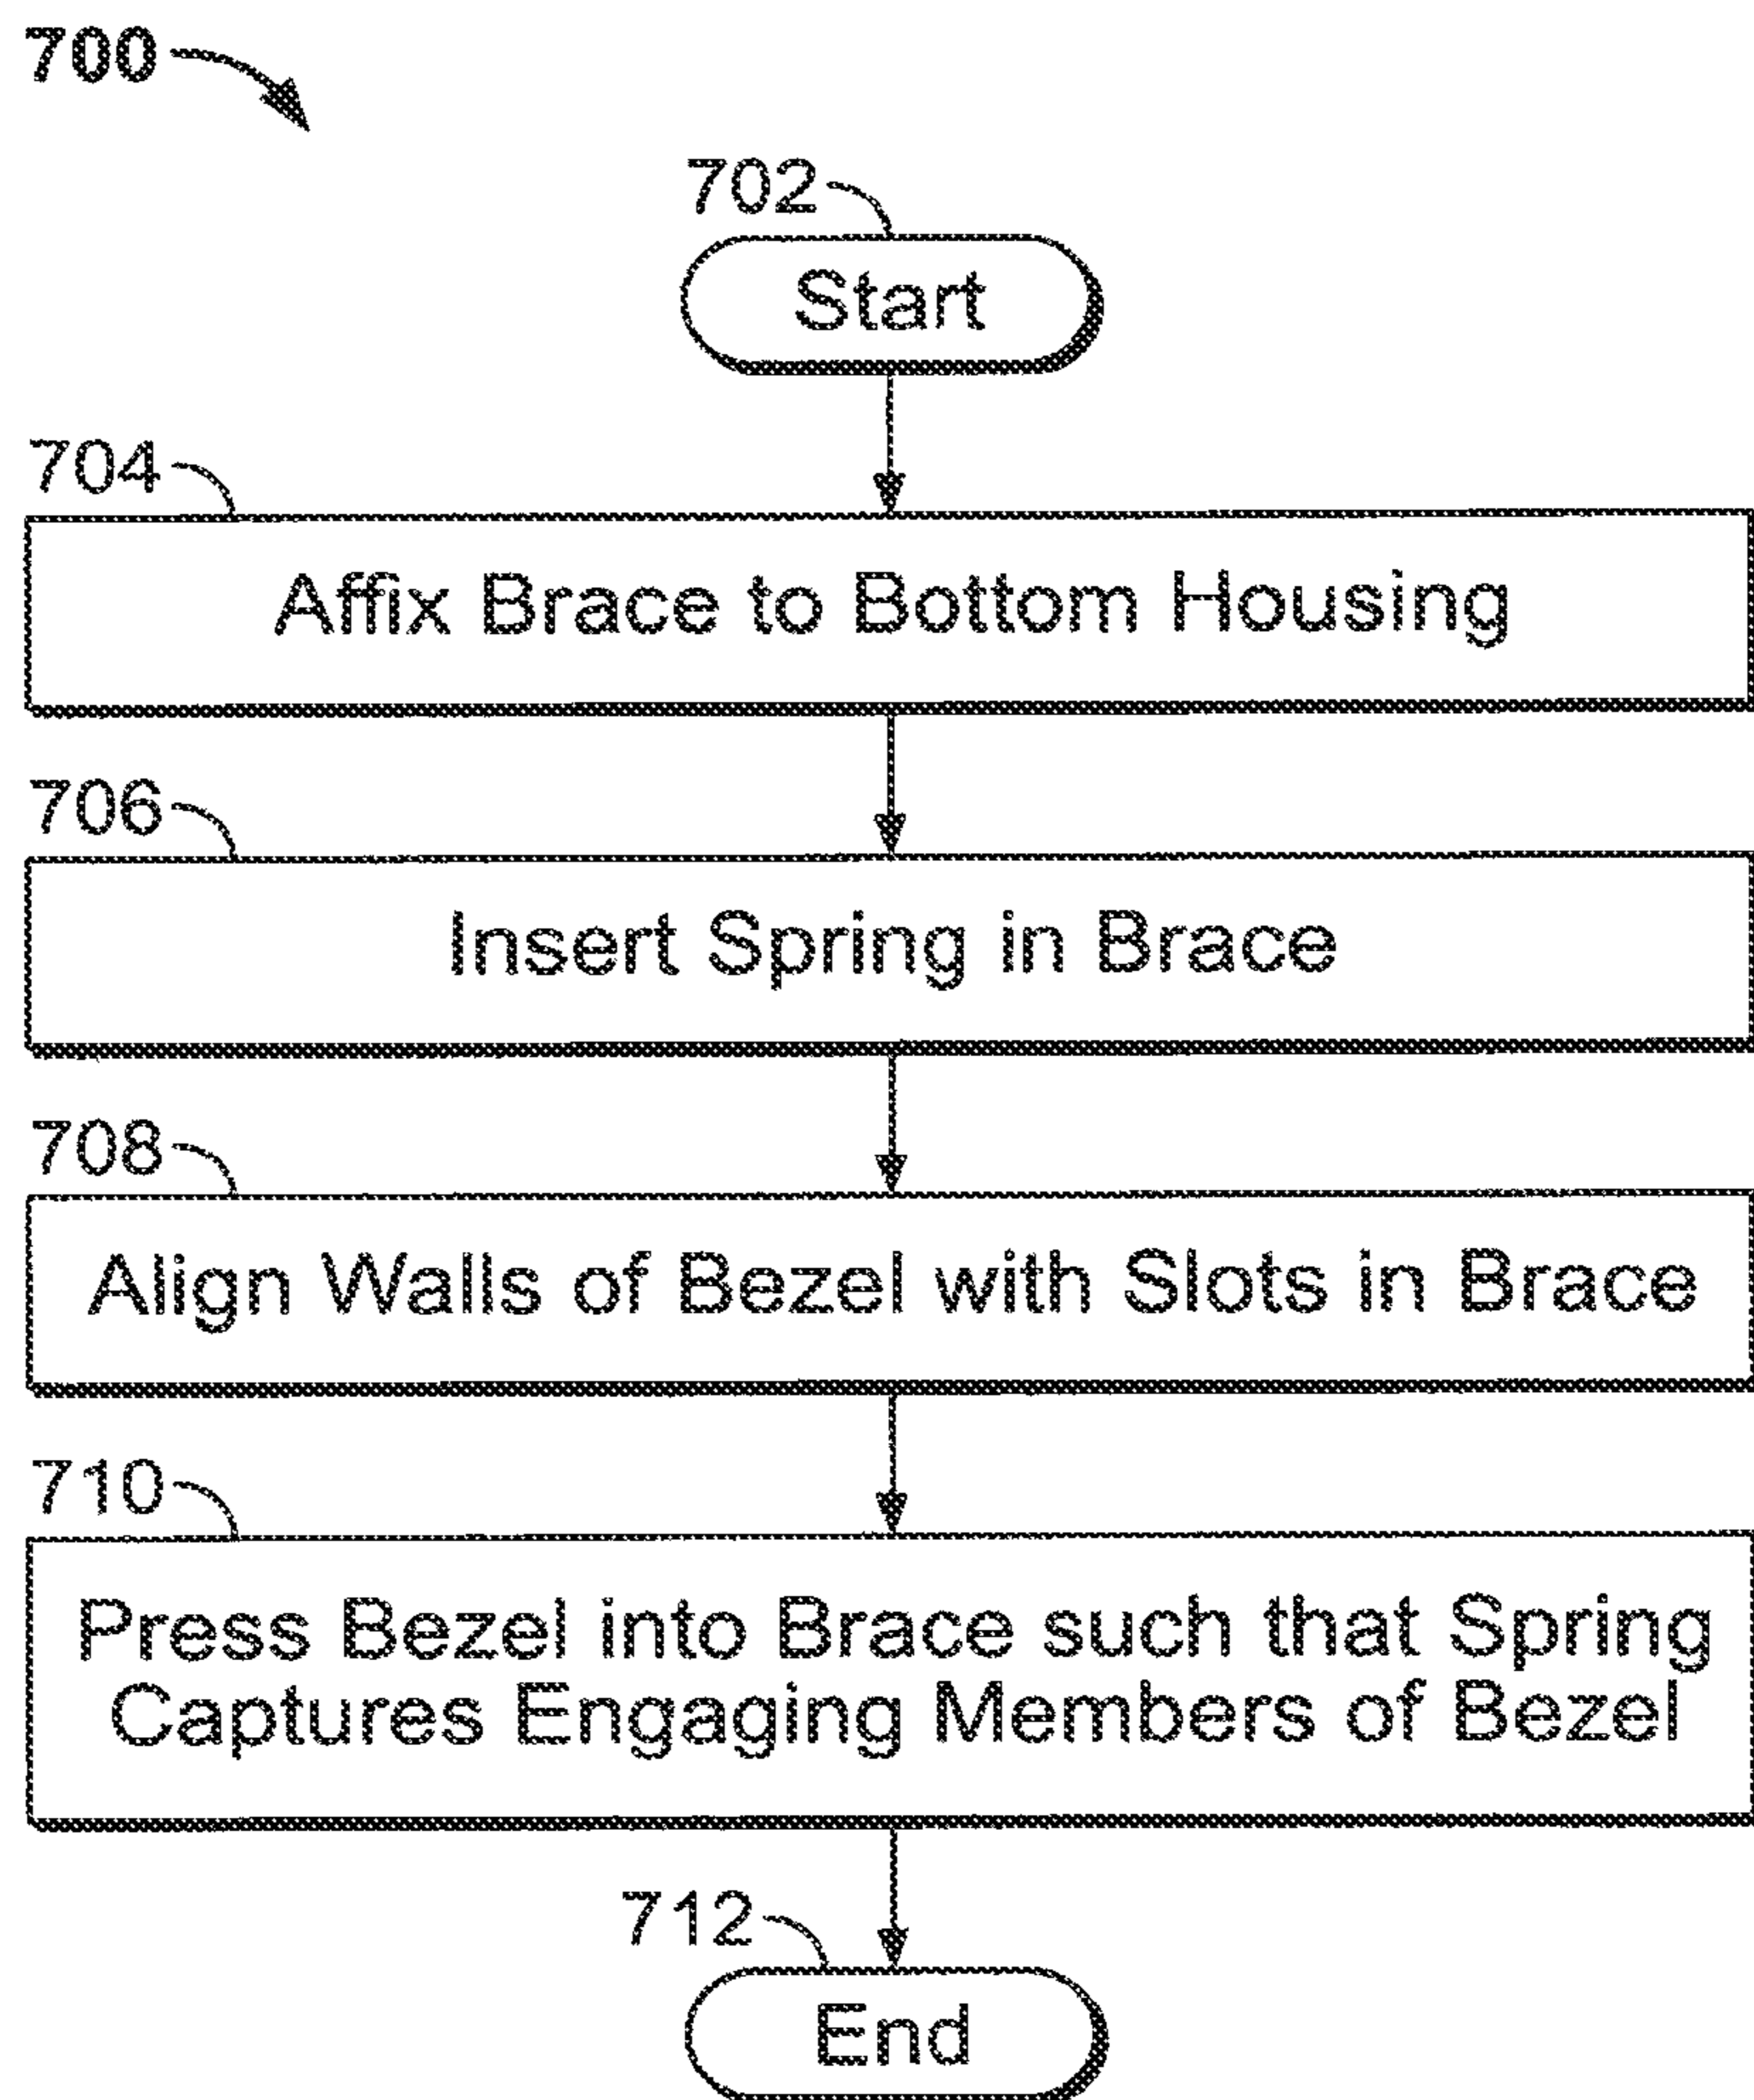 700
702
Start
704
Affix Brace to Bottom Housing
706
Insert Spring in Brace
708
Align Walls of Bezel with Slots in Brace
710
Press Bezel into Brace such that Spring
Captures Engaging Members of Bezel
712
End